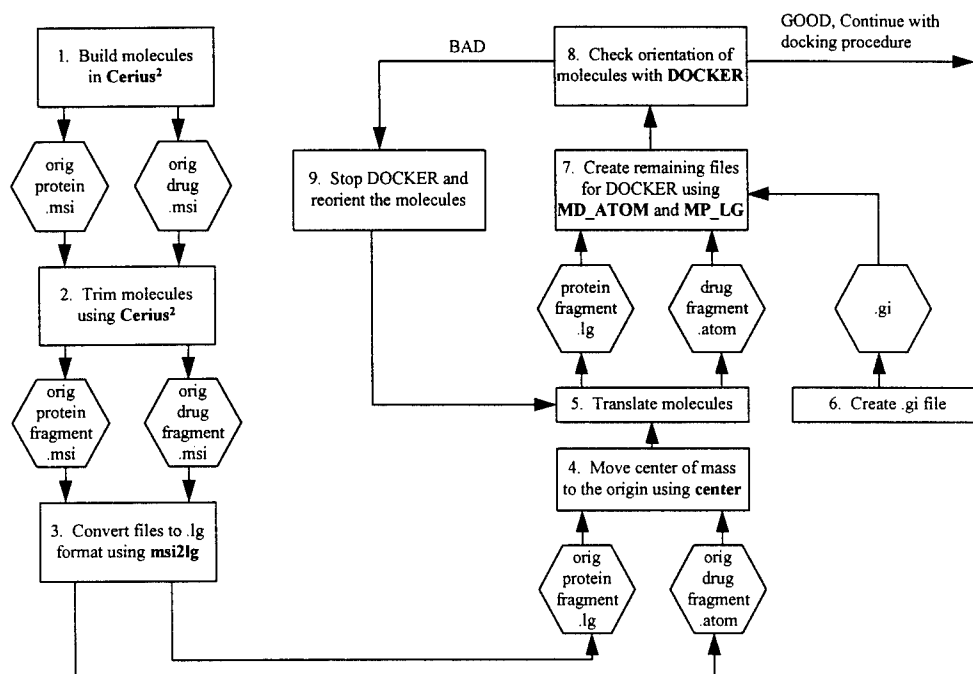 1. Build molecules
in Cerius²
orig
protein
.msi
orig
drug
.msi
2. Trim molecules
using Cerius²
orig
protein
fragment
.msi
orig
drug
fragment
.msi
3. Convert files to .lg
format using msi2lg
orig
protein
fragment
.lg
orig
drug
fragment
.atom
4. Move center of mass
to the origin using center
5. Translate molecules
6. Create .gi file
protein
fragment
.lg
drug
fragment
.atom
.gi
7. Create remaining files
for DOCKER using
MD_ATOM and MP_LG
8. Check orientation of
molecules with DOCKER
BAD
GOOD, Continue with
docking procedure
9. Stop DOCKER and
reorient the molecules